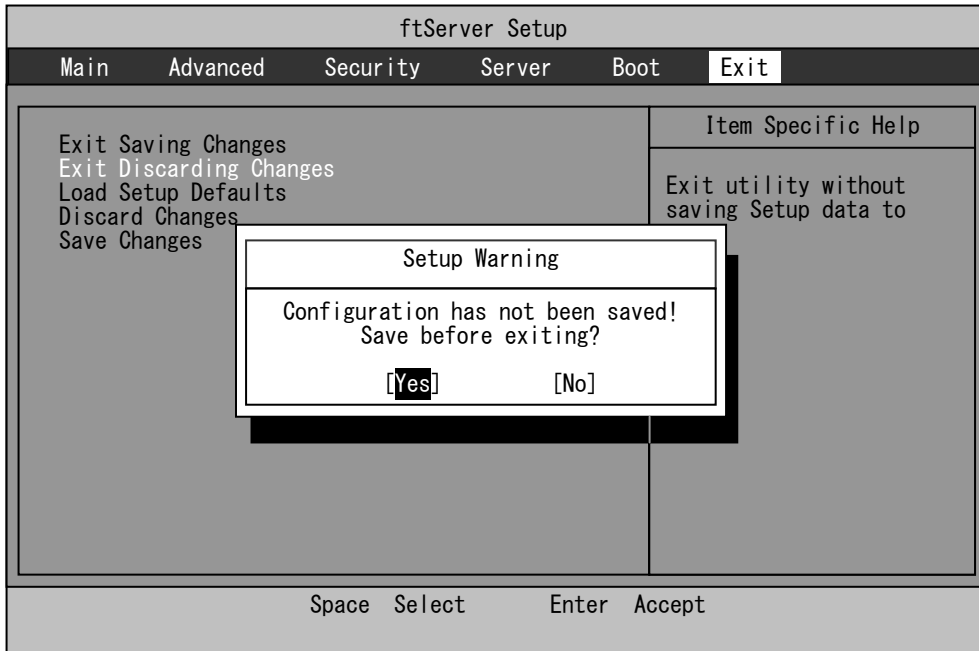 ftServer Setup
Main Advanced Security Server Boot Exit
Exit Saving Changes
Exit Discarding Changes
Load Setup Defaults
Discard Changes
Save Changes
Item Specific Help
Exit utility without
saving Setup data to
Setup Warning
Configuration has not been saved!
Save before exiting?
[Yes] [No]
Space Select Enter Accept